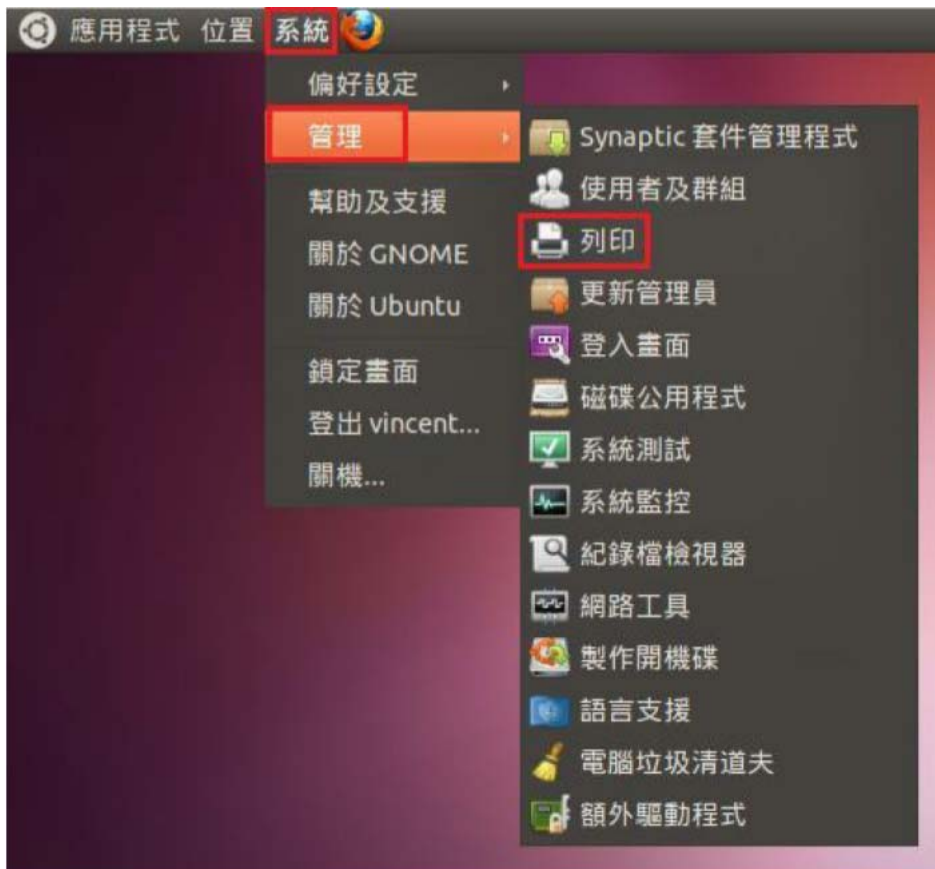 應用程式 位置 系統
偏好設定
管理
幫助及支援
關於 GNOME
關於 Ubuntu
鎖定畫面
登出 vincent...
關機...
Synaptic 套件管理程式
使用者及群組
列印
更新管理員
登入畫面
磁碟公用程式
系統測試
系統監控
紀錄檔檢視器
網路工具
製作開機碟
語言支援
電腦垃圾清道夫
額外驅動程式